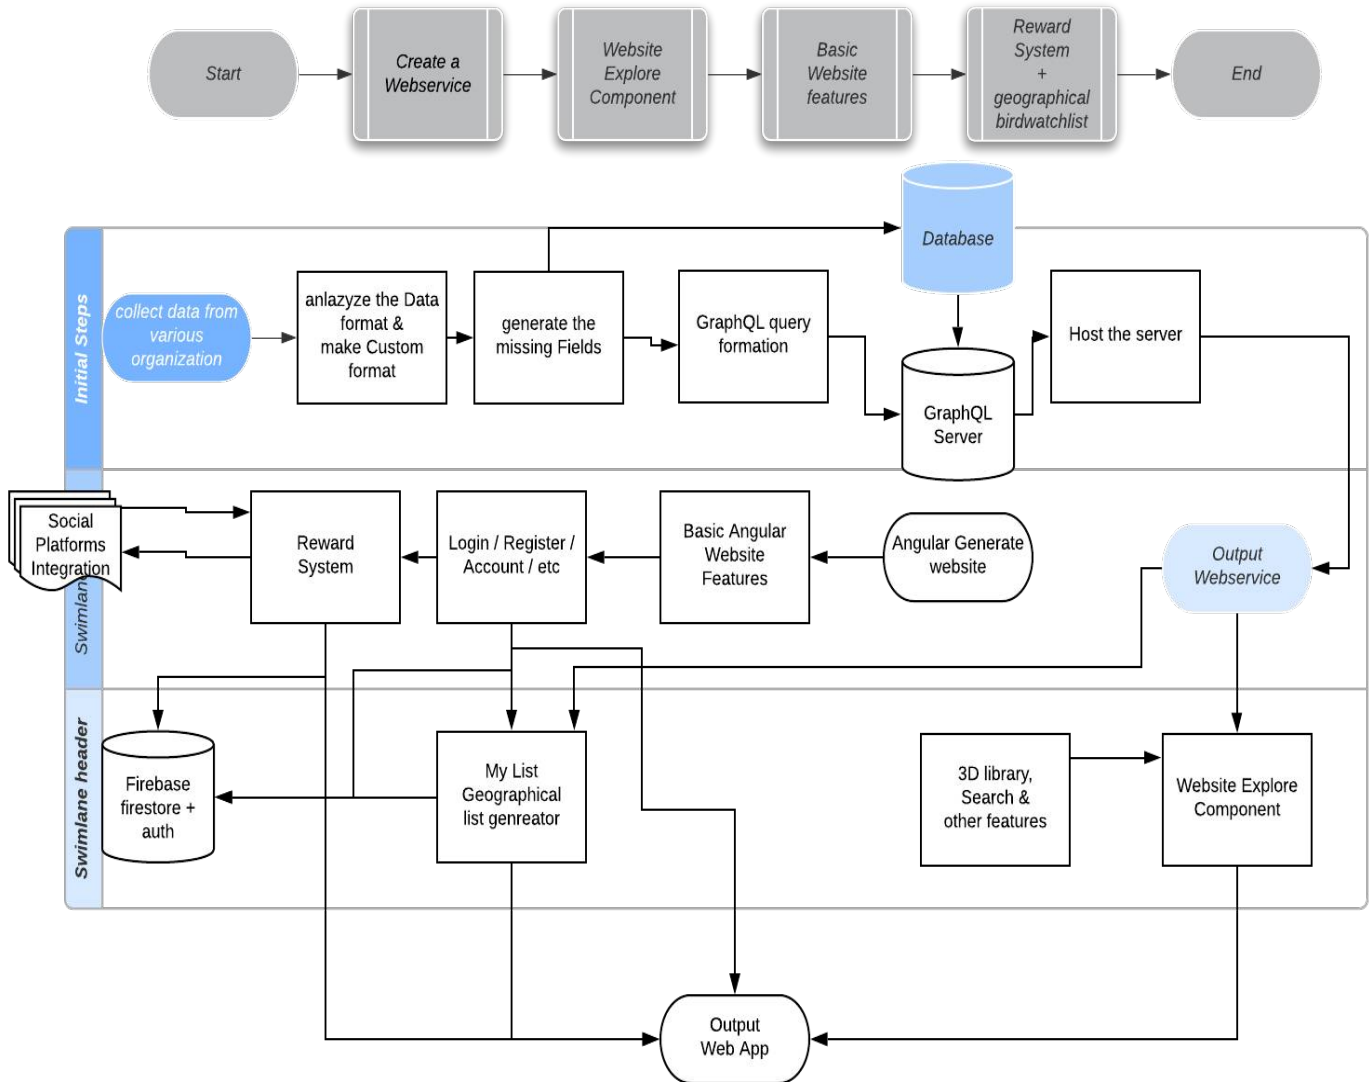 Start
Create a
Webservice
Website
Explore
Component
Basic
Website
features
Reward
System
+
geographical
birdwatchlist
End
Database
Initial Steps
collect data from
various
organization
anlazyze the Data
format &
make Custom
format
generate the
missing Fields
GraphQL query
formation
GraphQL
Server
Host the server
Social
Platforms
Integration
Swimlane
Reward
System
Login / Register /
Account / etc
Basic Angular
Website
Features
Angular Generate
website
Output
Webservice
Swimlane header
Firebase
firestore +
auth
My List
Geographical
list genreator
3D library,
Search &
other features
Website Explore
Component
Output
Web App